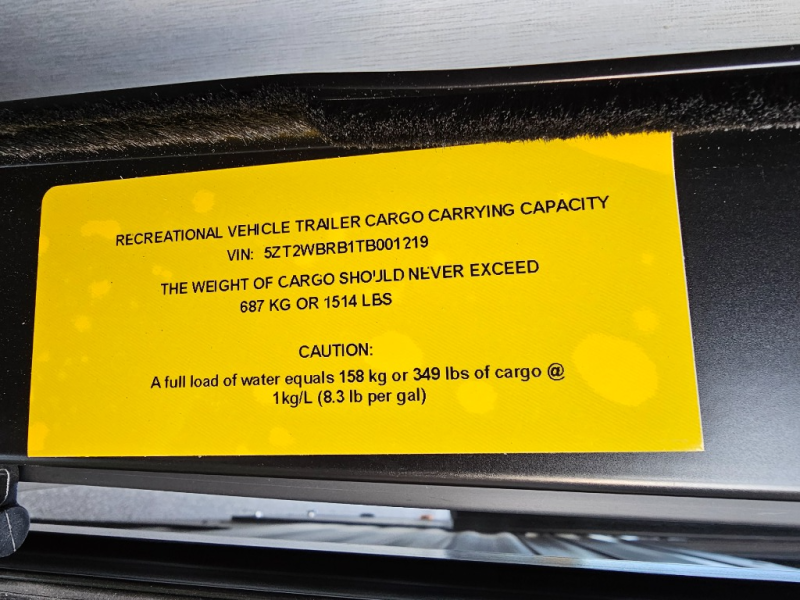 RECREATIONAL VEHICLE TRAILER CARGO CARRYING CAPACITY
VIN: 5ZT2WBRB1TB001219
THE WEIGHT OF CARGO SHOULD NEVER EXCEED
687 KG OR 1514 LBS
CAUTION:
A full load of water equals 158 kg or 349 lbs of cargo @
1kg/L (8.3 lb per gal)